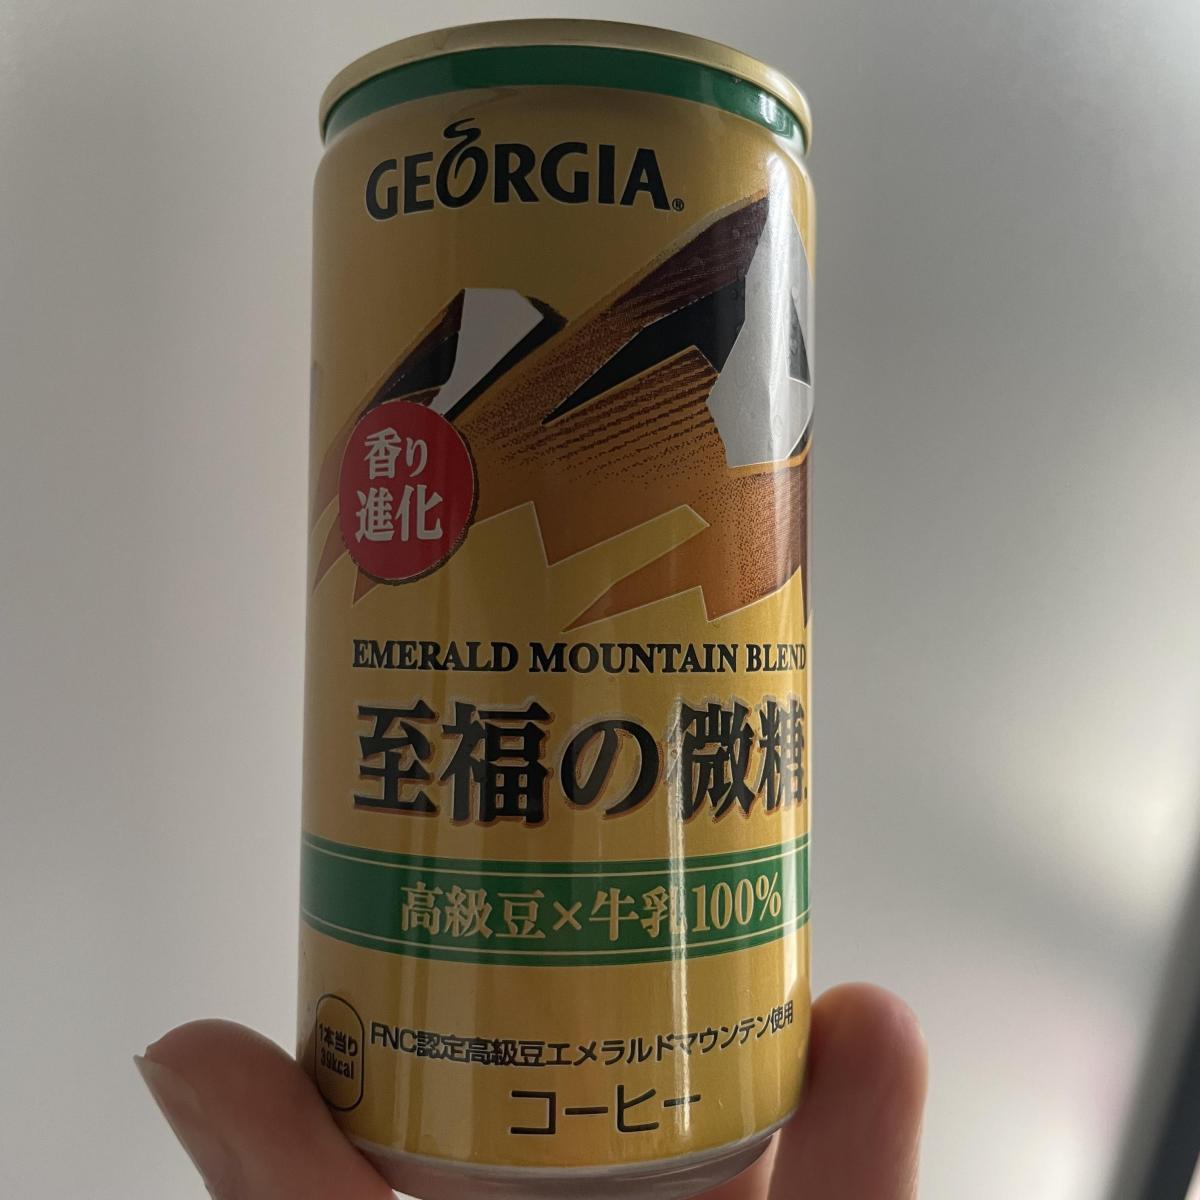 GEORGIA®
香り
進化
EMERALD MOUNTAIN BLEND
至福の微糖
高級豆×牛乳100%
1本当り
39kcal
FNC認定高級豆エメラルドマウンテン使用
コーヒー